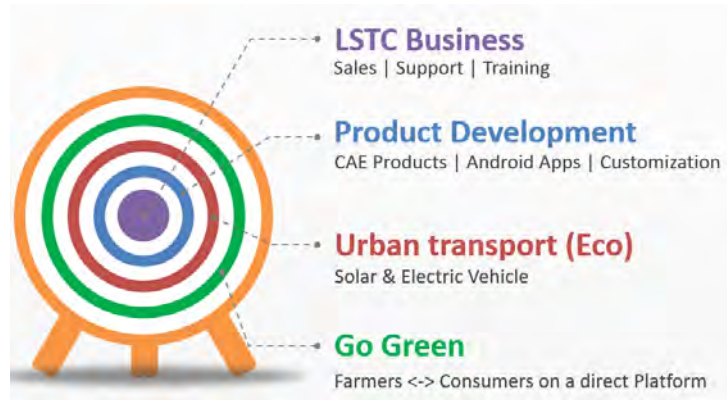 LSTC Business
Sales | Support | Training
Product Development
CAE Products | Android Apps | Customization
Urban transport (Eco)
Solar & Electric Vehicle
Go Green
Farmers <-> Consumers on a direct Platform